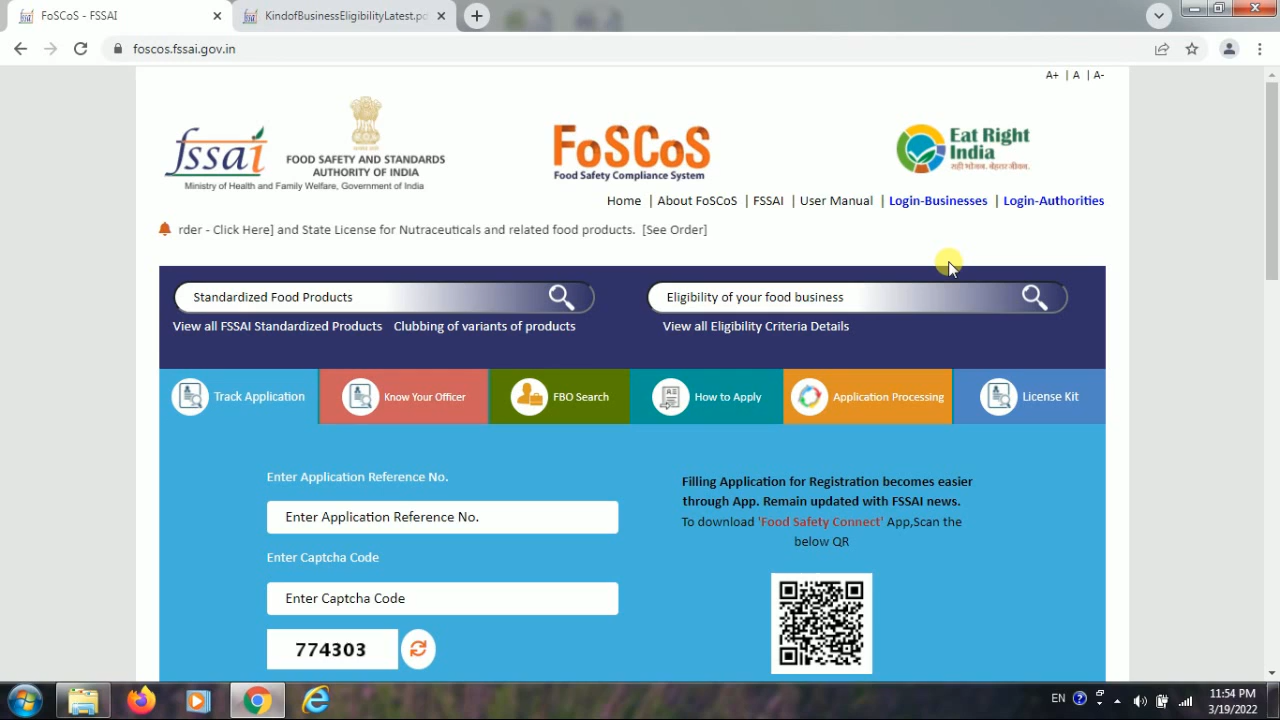 FoSCoS - FSSAI
KindofBusinessEligibilityLatest.pd
foscos.fssai.gov.in
A+ | A | A-
fssai
FOOD SAFETY AND STANDARDS
AUTHORITY OF INDIA
Ministry of Health and Family Welfare, Government of India
FoSCoS
Food Safety Compliance System
Eat Right
India
सही भोजन. बेहतर जीवन.
Home | About FoSCoS | FSSAI | User Manual | Login-Businesses | Login-Authorities
rder - Click Here] and State License for Nutraceuticals and related food products. [See Order]
Standardized Food Products
Eligibility of your food business
View all FSSAI Standardized Products Clubbing of variants of products
View all Eligibility Criteria Details
Track Application
Know Your Officer
FBO Search
How to Apply
Application Processing
License Kit
Enter Application Reference No.
Enter Application Reference No.
Enter Captcha Code
Enter Captcha Code
774303
Filling Application for Registration becomes easier
through App. Remain updated with FSSAI news.
To download 'Food Safety Connect' App,Scan the
below QR
EN
11:54 PM
3/19/2022